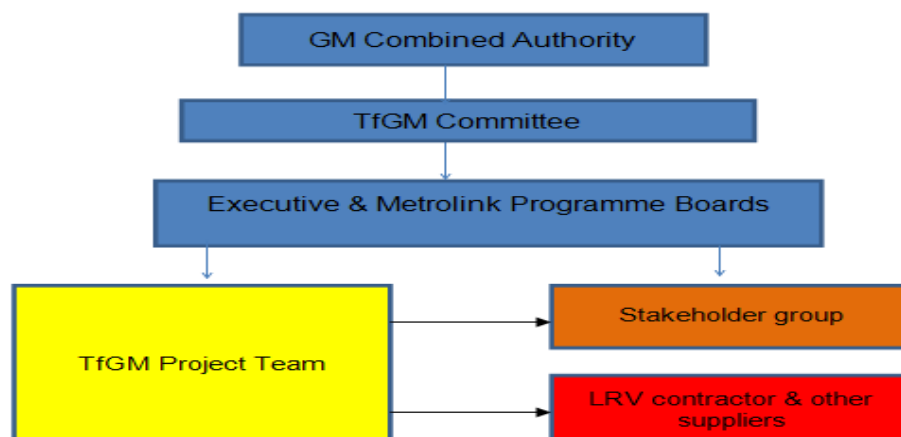 GM Combined Authority
TfGM Committee
Executive & Metrolink Programme Boards
Stakeholder group
TfGM Project Team
LRV contractor & other
suppliers